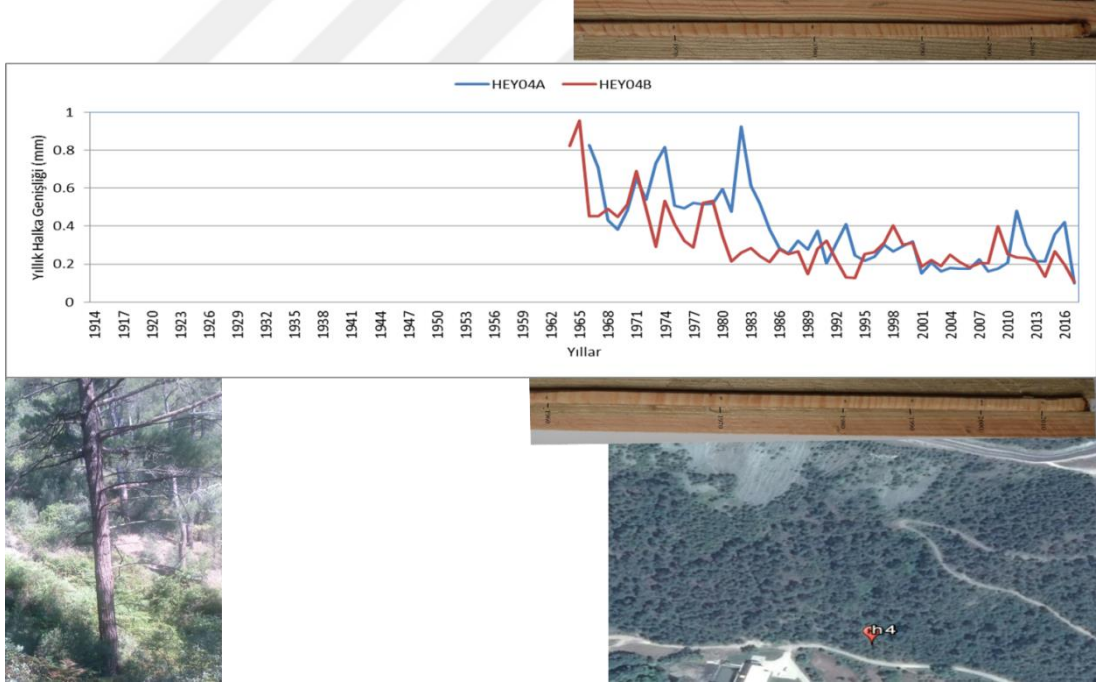 HEY04A HEY04B
Yıllık Halka Genişliği (mm)
1
0.8
0.6
0.4
0.2
0
1914 1917 1920 1923 1926 1929 1932 1935 1938 1941 1944 1947 1950 1953 1956 1959 1962 1965 1968 1971 1974 1977 1980 1983 1986 1989 1992 1995 1998 2001 2004 2007 2010 2013 2016
Yıllar
h4